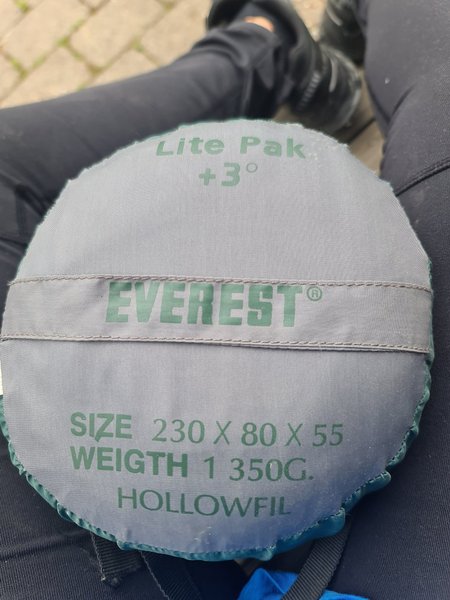 Lite Pak
+3°
EVEREST®
SIZE 230 X 80 X 55
WEIGTH 1 350G.
HOLLOWFIL